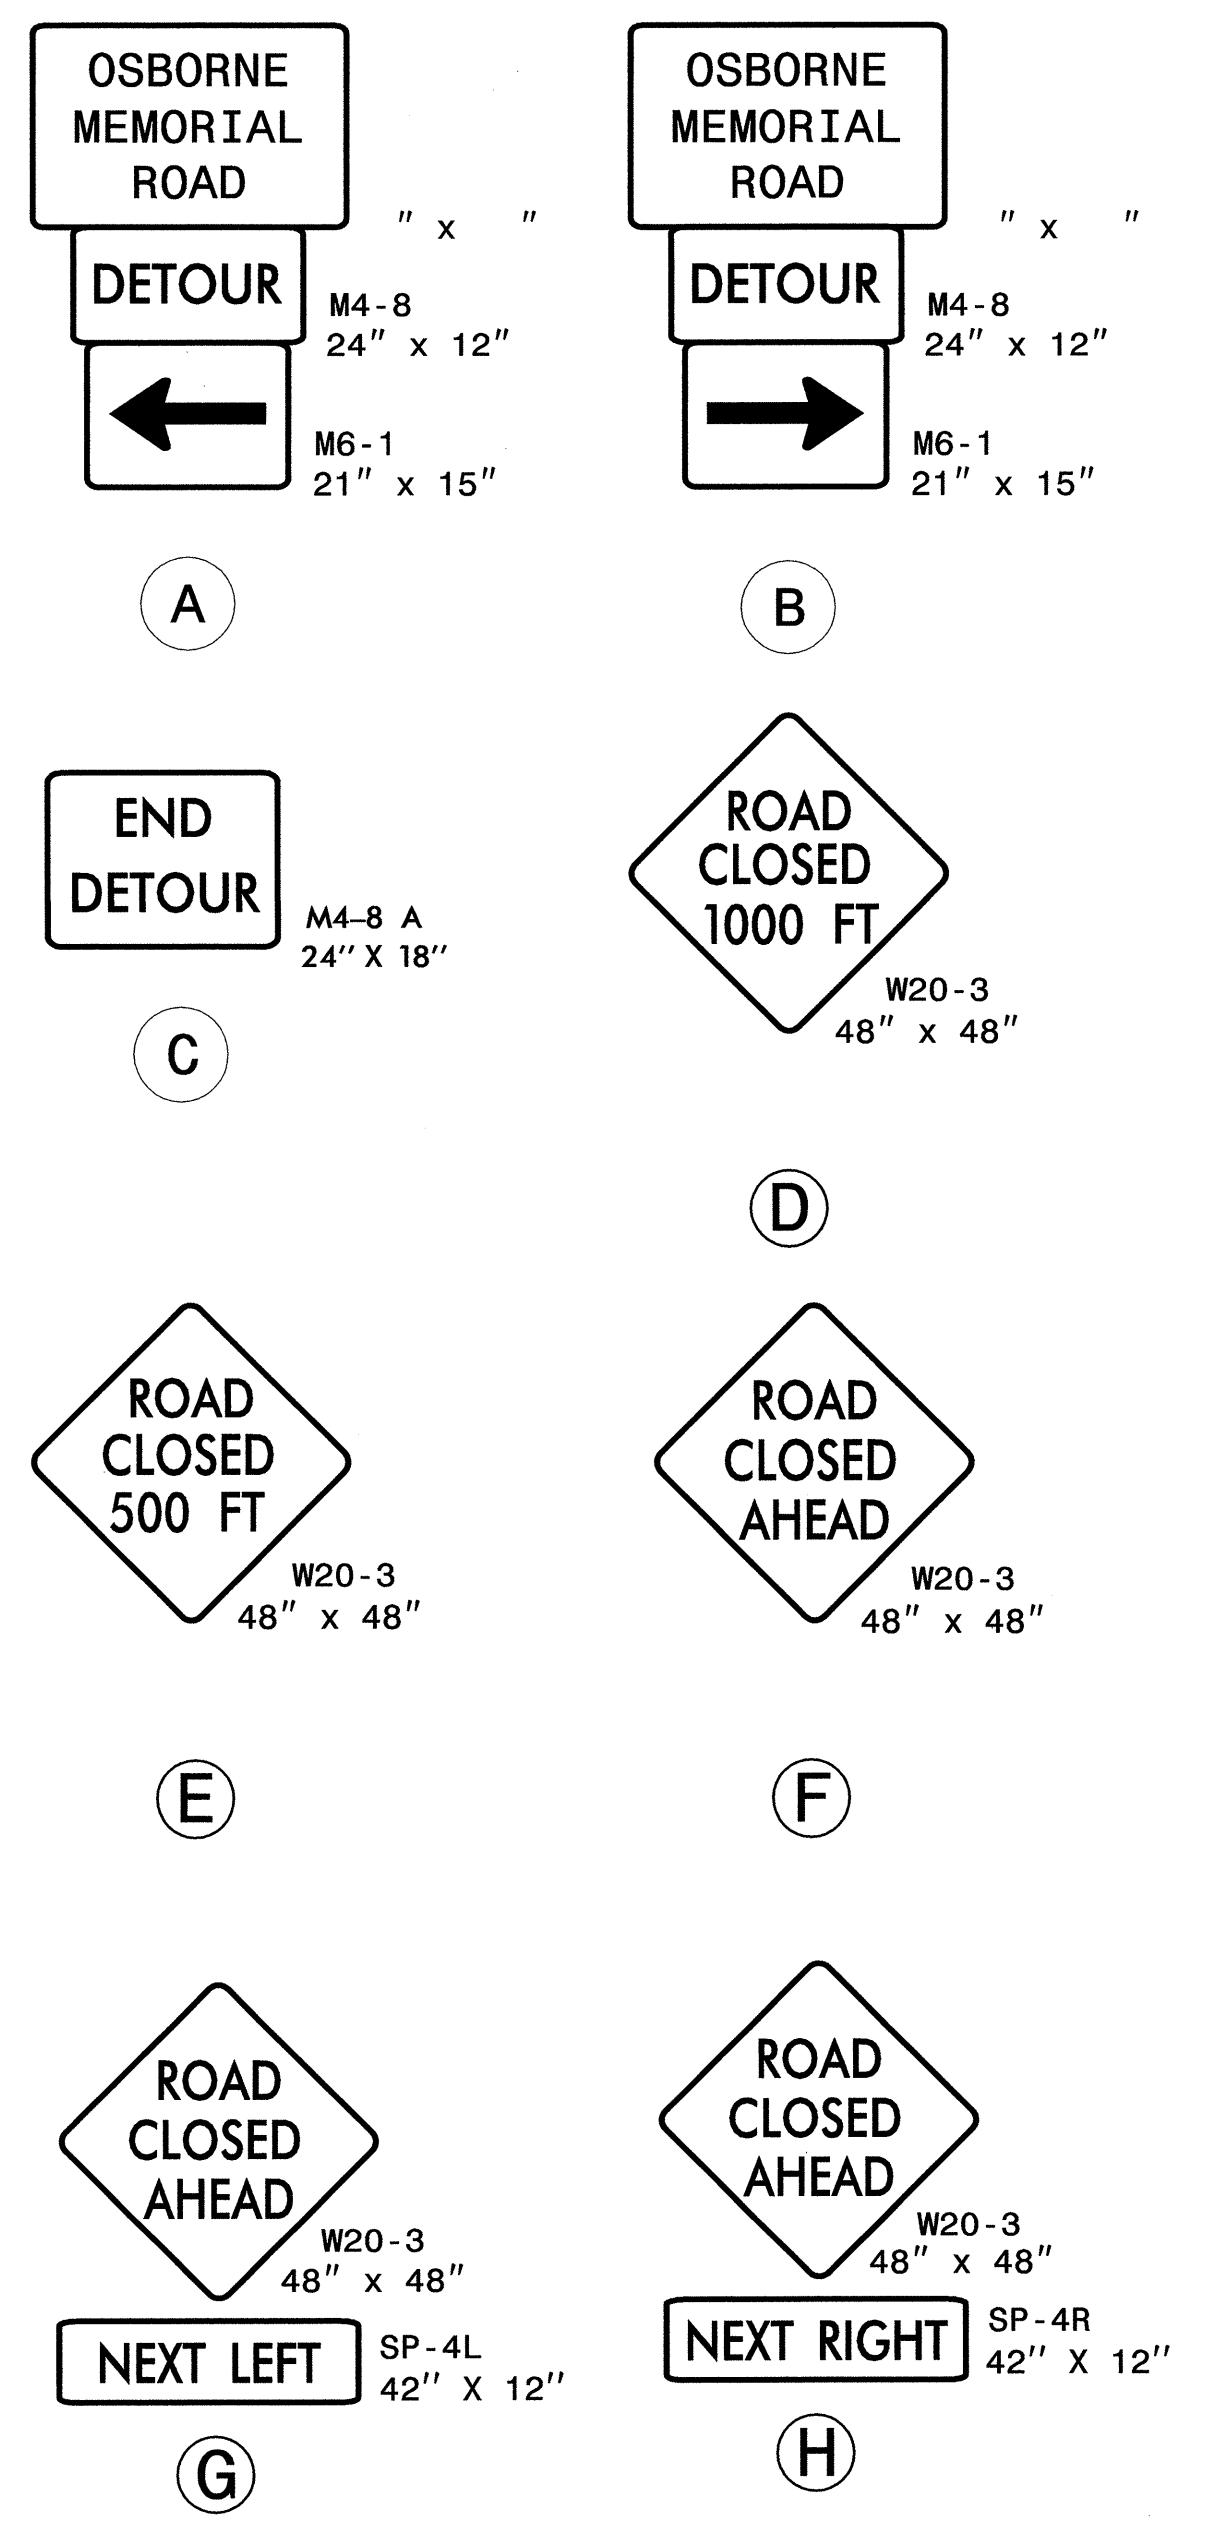 OSBORNE
MEMORIAL
ROAD
" x "
DETOUR
M4-8
24" x 12"
M6-1
21" x 15"
A
OSBORNE
MEMORIAL
ROAD
" x "
DETOUR
M4-8
24" x 12"
M6-1
21" x 15"
B
END
DETOUR
M4-8 A
24" X 18"
C
ROAD
CLOSED
1000 FT
W20-3
48" x 48"
D
ROAD
CLOSED
500 FT
W20-3
48" x 48"
E
ROAD
CLOSED
AHEAD
W20-3
48" x 48"
F
ROAD
CLOSED
AHEAD
W20-3
48" x 48"
NEXT LEFT
SP-4L
42" X 12"
G
ROAD
CLOSED
AHEAD
W20-3
48" x 48"
NEXT RIGHT
SP-4R
42" X 12"
H